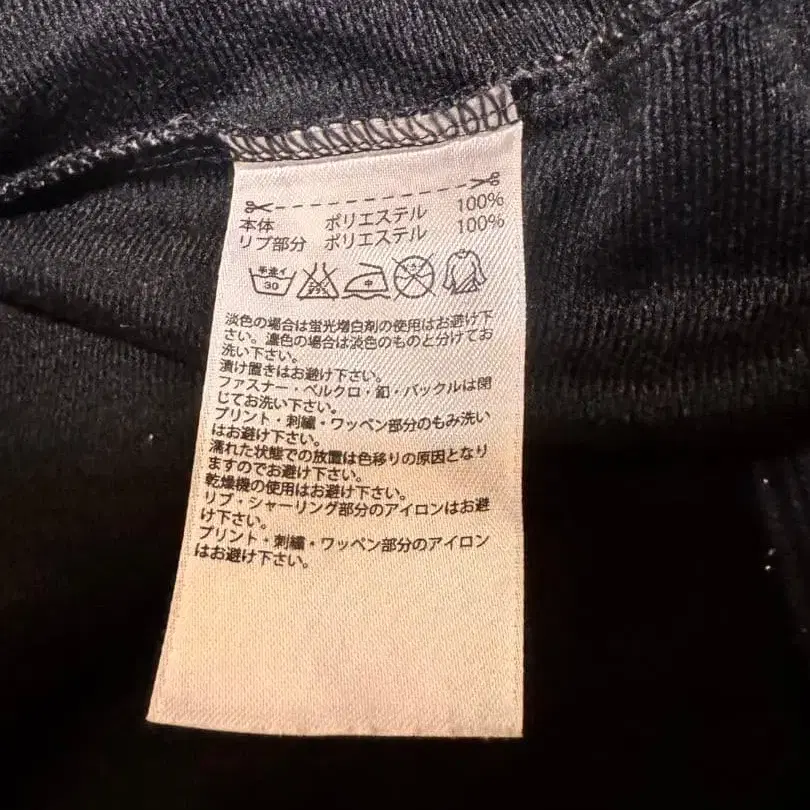 本体 ポリエステル 100%
リブ部分 ポリエステル 100%
手洗イ
30
中
淡色の場合は蛍光増白剤の使用はお避け下
さい。濃色の場合は淡色のものと分けてお
洗い下さい。
漬け置きはお避け下さい。
ファスナー・ベルクロ・釦・バックルは閉
じてお洗い下さい。
プリント・刺繍・ワッペン部分のもみ洗い
はお避け下さい。
濡れた状態での放置は色移りの原因となり
ますのでお避け下さい。
乾燥機の使用はお避け下さい。
リブ・シャーリング部分のアイロンはお避
け下さい。
プリント・刺繍・ワッペン部分のアイロン
はお避け下さい。